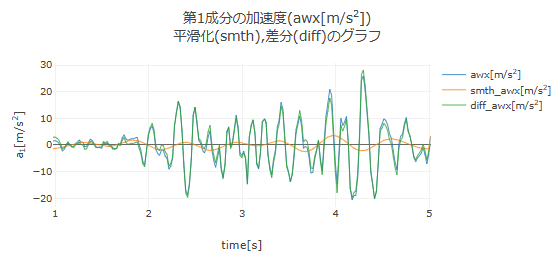 第1成分の加速度(awx[m/s²])
平滑化(smth),差分(diff)のグラフ
30
20
10
0
−10
−20
a₁[m/s²]
1
2
3
4
5
time[s]
awx[m/s²]
smth_awx[m/s²]
diff_awx[m/s²]